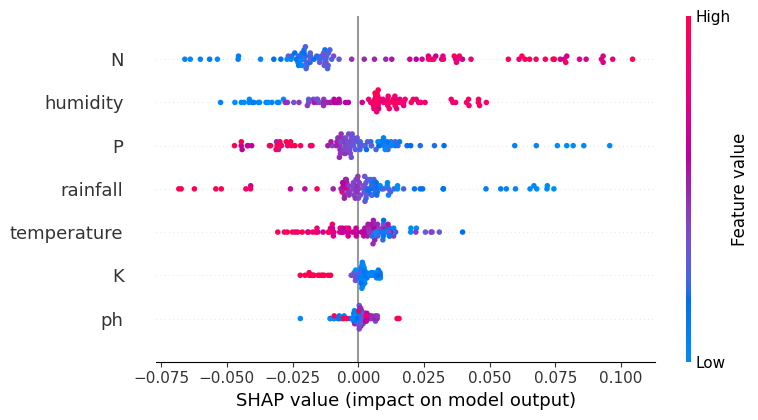 High
N
humidity
P
rainfall
temperature
K
ph
Feature value
Low
−0.075 −0.050 −0.025 0.000 0.025 0.050 0.075 0.100
SHAP value (impact on model output)